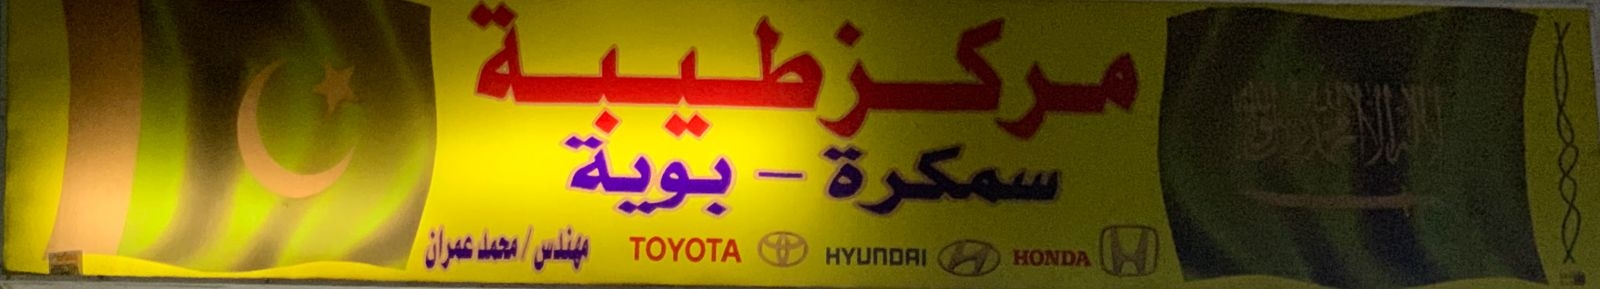 مركز طيبة
سمكرة - بوية
HONDA HYUNDAI TOYOTA مهندس / محمد عمران